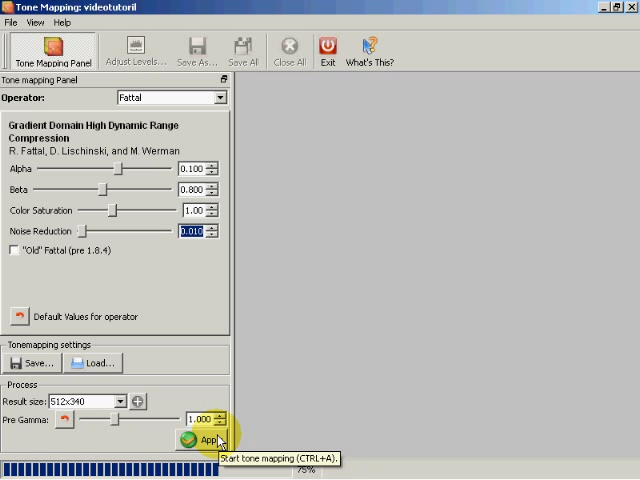 Tone Mapping: videotutoril
File View Help
Tone Mapping Panel Adjust Levels... Save As... Save All Close All Exit What's This?
Tone mapping Panel
Operator: Fattal
Gradient Domain High Dynamic Range
Compression
R. Fattal, D. Lischinski, and M. Werman
Alpha 0.100
Beta 0.800
Color Saturation 1.00
Noise Reduction 0.010
"Old" Fattal (pre 1.8.4)
Default Values for operator
Tonemapping settings
Save... Load...
Process
Result size: 512x340
Pre Gamma: 1.000
App
Start tone mapping (CTRL+A).
75%